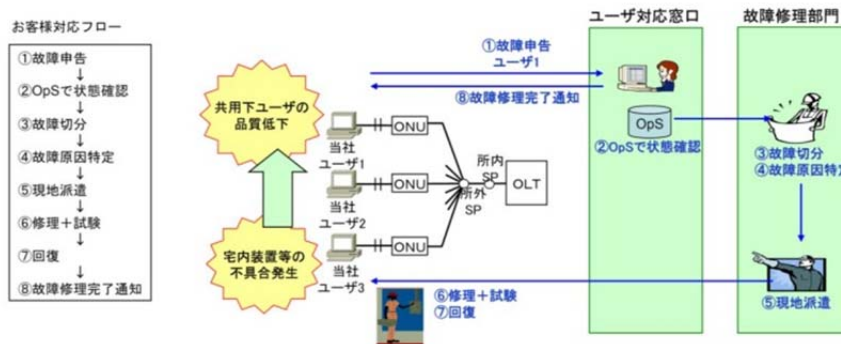 お客様対応フロー
①故障申告
↓
②OpSで状態確認
↓
③故障切分
↓
④故障原因特定
↓
⑤現地派遣
↓
⑥修理+試験
↓
⑦回復
↓
⑧故障修理完了通知
共用下ユーザの
品質低下
宅内装置等の
不具合発生
当社
ユーザ1
ONU
当社
ユーザ2
ONU
当社
ユーザ3
ONU
所外
SP
所内
SP
OLT
①故障申告
ユーザ1
⑧故障修理完了通知
⑥修理+試験
⑦回復
ユーザ対応窓口
OpS
②OpSで状態確認
故障修理部門
③故障切分
④故障原因特定
⑤現地派遣